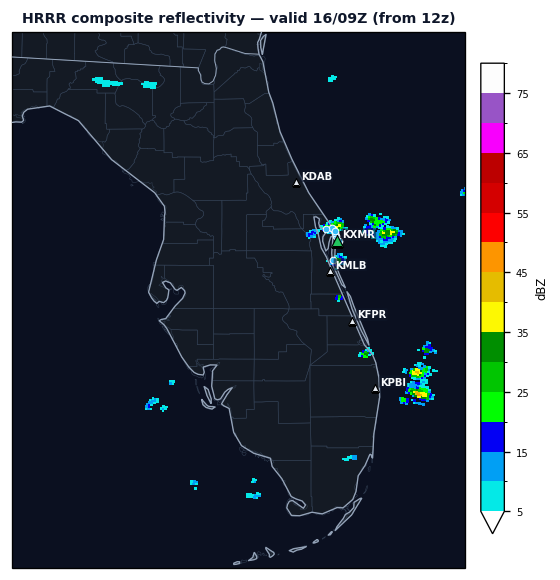 HRRR composite reflectivity — valid 16/09Z (from 12z)
KDAB
KXMR
KMLB
KFPR
KPBI
75
65
55
45
35
25
15
5
dBZ